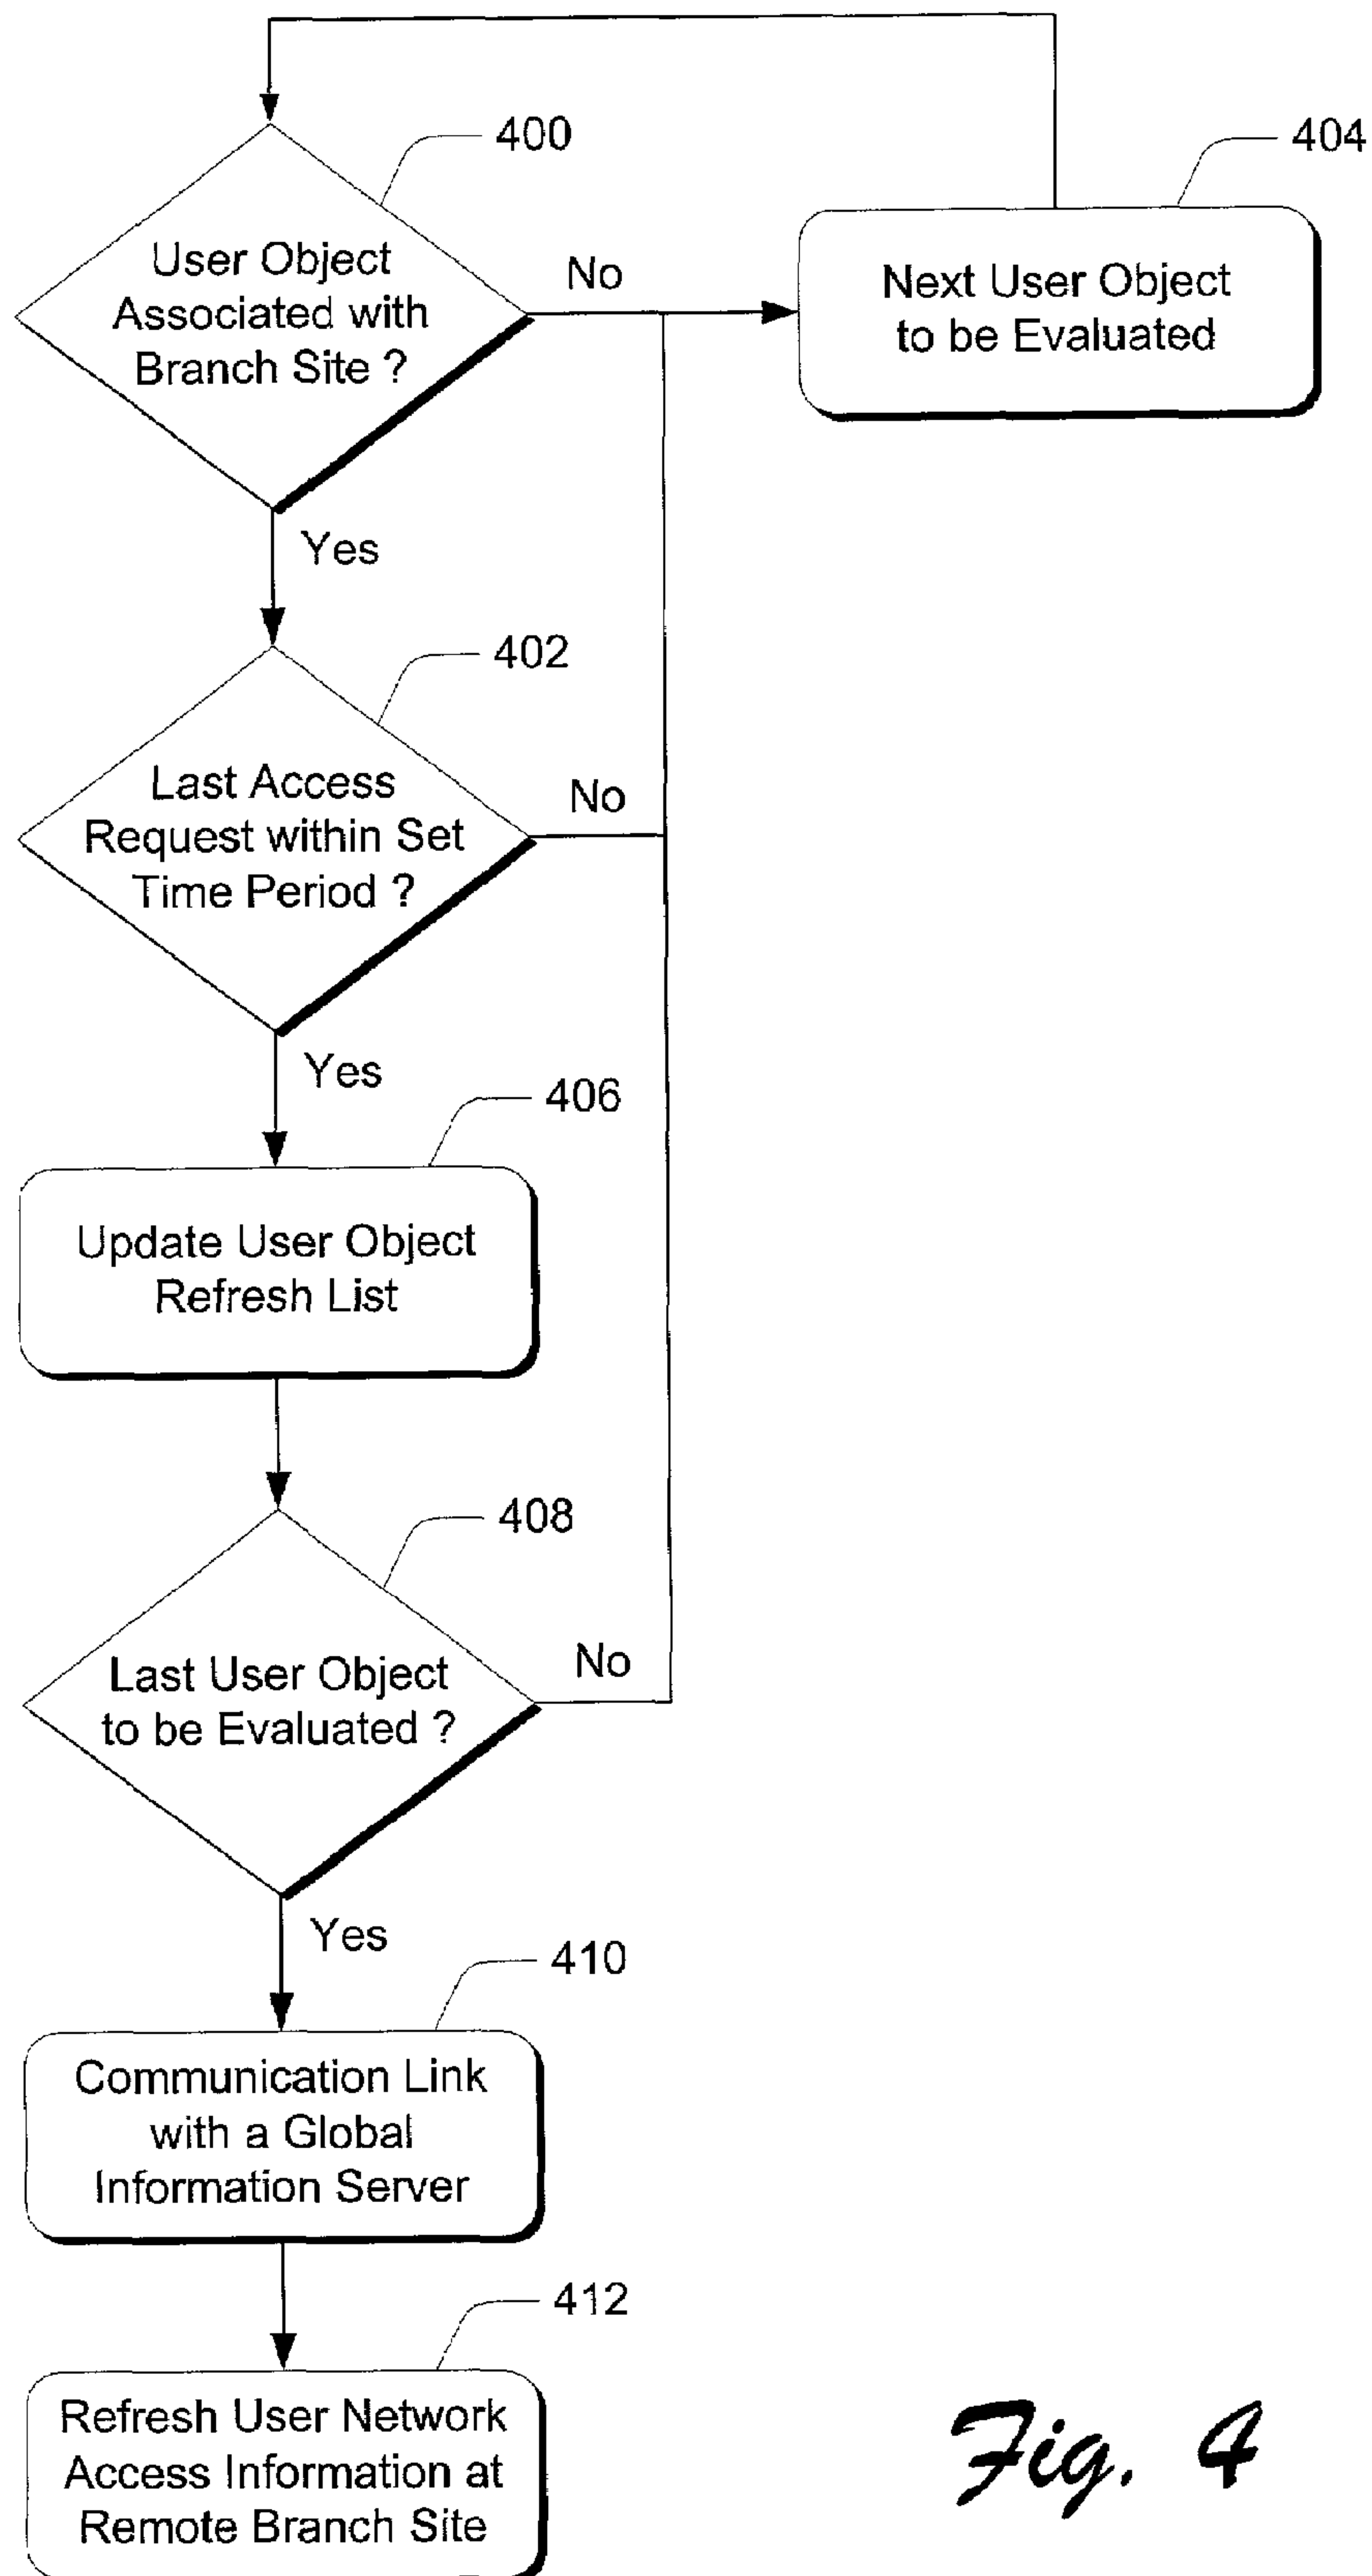 400
404
User Object
Associated with
Branch Site ?
No
Next User Object
to be Evaluated
Yes
402
Last Access
Request within Set
Time Period ?
No
Yes
406
Update User Object
Refresh List
408
Last User Object
to be Evaluated ?
No
Yes
410
Communication Link
with a Global
Information Server
412
Refresh User Network
Access Information at
Remote Branch Site
Fig. 4